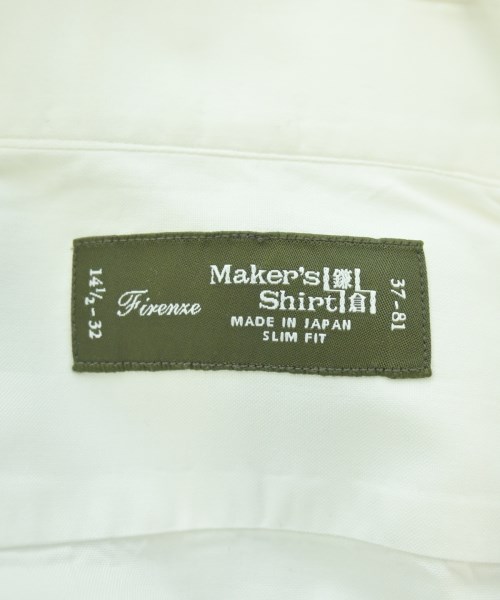 14½-32
Firenze
Maker's 鎌
Shirt 倉
MADE IN JAPAN
SLIM FIT
37-81